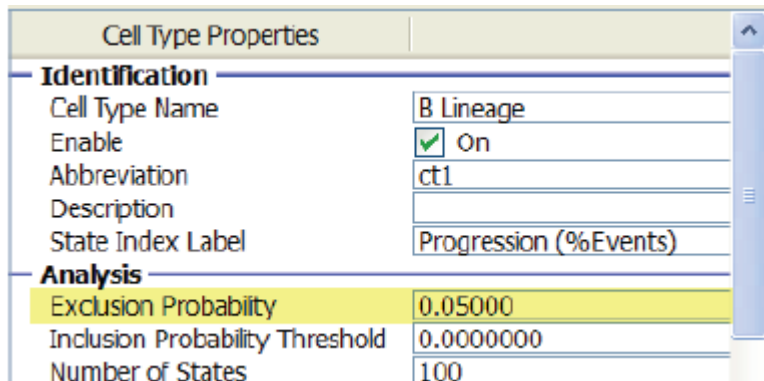 Cell Type Properties
Identification
Cell Type Name B Lineage
Enable On
Abbreviation ct1
Description
State Index Label Progression (%Events)
Analysis
Exclusion Probability 0.05000
Inclusion Probability Threshold 0.0000000
Number of States 100